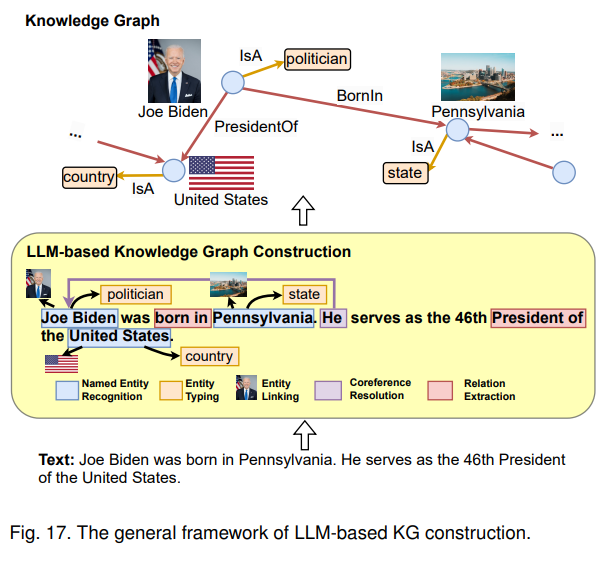 Knowledge Graph
IsA
politician
Joe Biden
BornIn
Pennsylvania
PresidentOf
...
...
IsA
country
IsA
state
United States
LLM-based Knowledge Graph Construction
politician
state
Joe Biden was born in Pennsylvania. He serves as the 46th President of
the United States.
country
Named Entity
Recognition
Entity
Typing
Entity
Linking
Coreference
Resolution
Relation
Extraction
Text: Joe Biden was born in Pennsylvania. He serves as the 46th President
of the United States.
Fig. 17. The general framework of LLM-based KG construction.